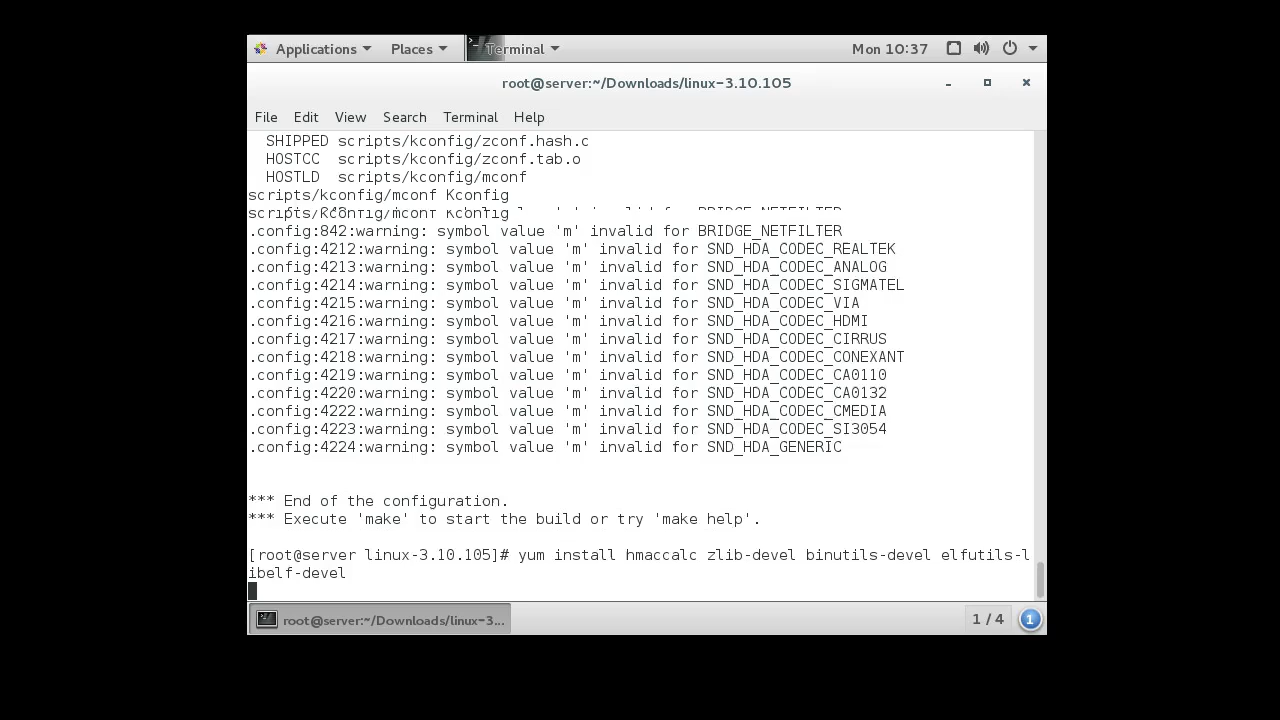 Applications Places Terminal Mon 10:37
root@server:~/Downloads/linux-3.10.105
File Edit View Search Terminal Help
SHIPPED scripts/kconfig/zconf.hash.c
HOSTCC scripts/kconfig/zconf.tab.o
HOSTLD scripts/kconfig/mconf
scripts/kconfig/mconf Kconfig
.config:842:warning: symbol value 'm' invalid for BRIDGE_NETFILTER
.config:4212:warning: symbol value 'm' invalid for SND_HDA_CODEC_REALTEK
.config:4213:warning: symbol value 'm' invalid for SND_HDA_CODEC_ANALOG
.config:4214:warning: symbol value 'm' invalid for SND_HDA_CODEC_SIGMATEL
.config:4215:warning: symbol value 'm' invalid for SND_HDA_CODEC_VIA
.config:4216:warning: symbol value 'm' invalid for SND_HDA_CODEC_HDMI
.config:4217:warning: symbol value 'm' invalid for SND_HDA_CODEC_CIRRUS
.config:4218:warning: symbol value 'm' invalid for SND_HDA_CODEC_CONEXANT
.config:4219:warning: symbol value 'm' invalid for SND_HDA_CODEC_CA0110
.config:4220:warning: symbol value 'm' invalid for SND_HDA_CODEC_CA0132
.config:4222:warning: symbol value 'm' invalid for SND_HDA_CODEC_CMEDIA
.config:4223:warning: symbol value 'm' invalid for SND_HDA_CODEC_SI3054
.config:4224:warning: symbol value 'm' invalid for SND_HDA_GENERIC
*** End of the configuration.
*** Execute 'make' to start the build or try 'make help'.
[root@server linux-3.10.105]# yum install hmaccalc zlib-devel binutils-devel elfutils-l
ibelf-devel
root@server:~/Downloads/linux-3... 1 / 4 1